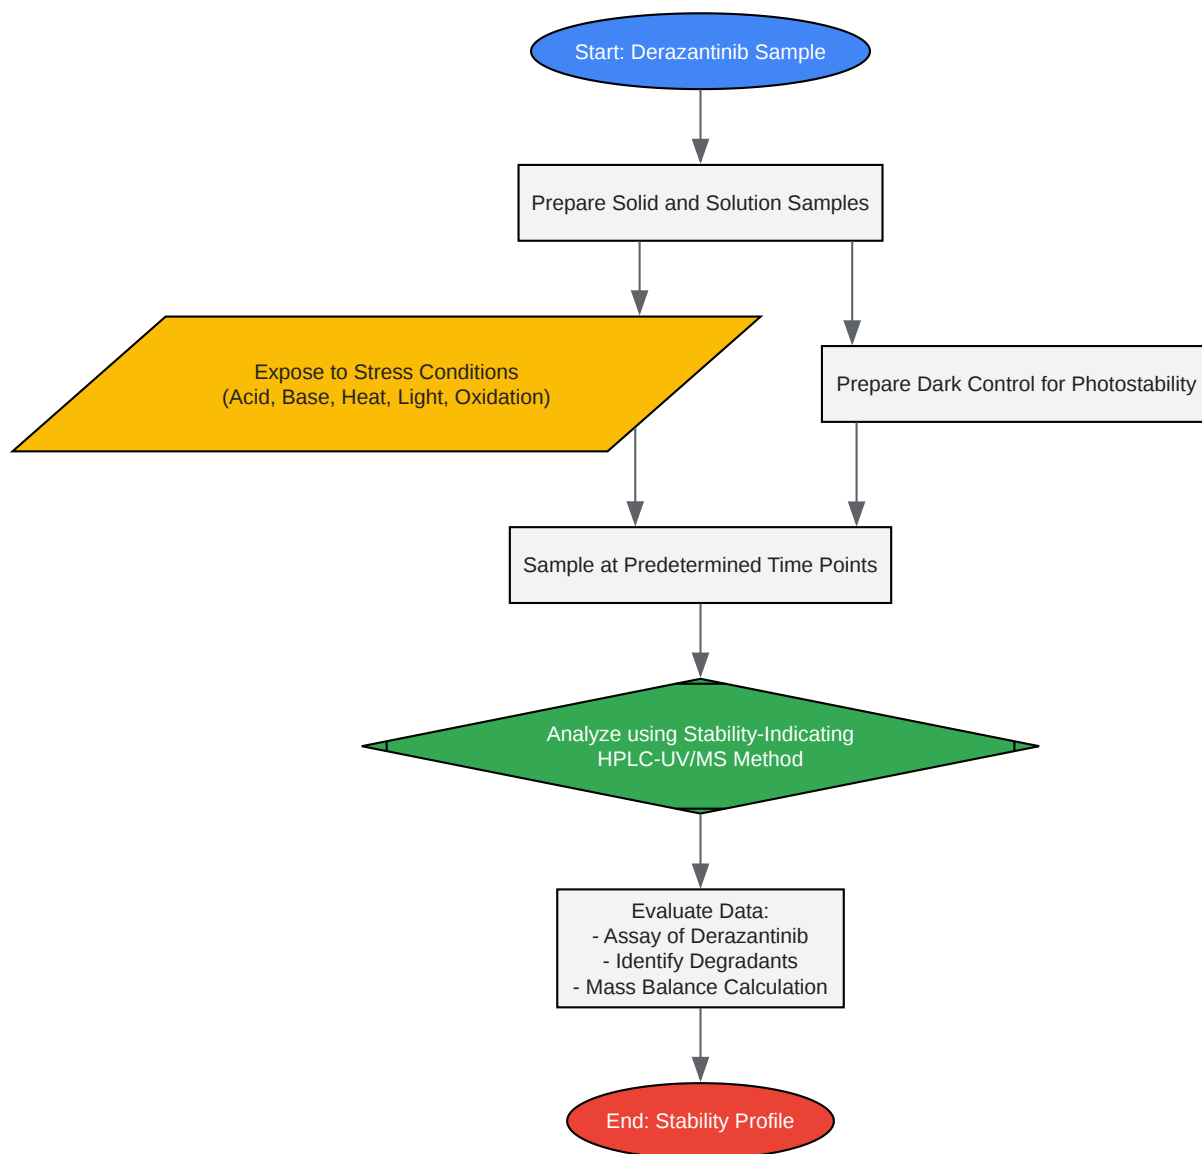 Start: Derazantinib Sample
Prepare Solid and Solution Samples
Expose to Stress Conditions
(Acid, Base, Heat, Light, Oxidation)
Prepare Dark Control for Photostability
Sample at Predetermined Time Points
Analyze using Stability-Indicating
HPLC-UV/MS Method
Evaluate Data:
- Assay of Derazantinib
- Identify Degradants
- Mass Balance Calculation
End: Stability Profile